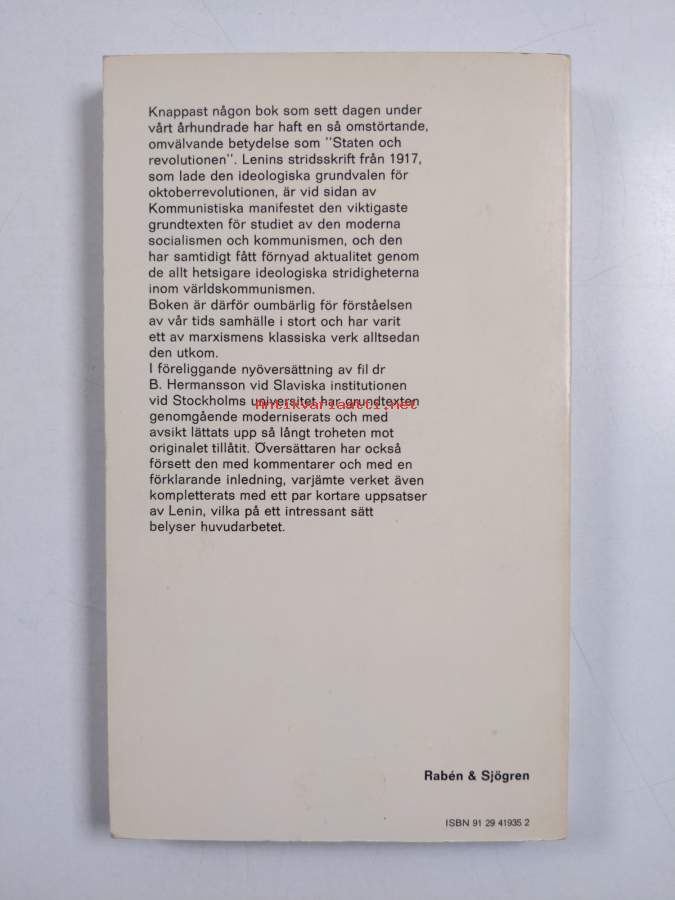 Knappast någon bok som sett dagen under
vårt århundrade har haft en så omstörtande,
omvälvande betydelse som "Staten och
revolutionen". Lenins stridsskrift från 1917,
som lade den ideologiska grundvalen för
oktoberrevolutionen, är vid sidan av
Kommunistiska manifestet den viktigaste
grundtexten för studiet av den moderna
socialismen och kommunismen, och den
har samtidigt fått förnyad aktualitet genom
de allt hetsigare ideologiska stridigheterna
inom världskommunismen.
Boken är därför oumbärlig för förståelsen
av vår tids samhälle i stort och har varit
ett av marxismens klassiska verk alltsedan
den utkom.
I föreliggande nyöversättning av fil dr
B. Hermansson vid Slaviska institutionen
vid Stockholms universitet har grundtexten
Antikvariaatti.net
genomgående moderniserats och med
avsikt lättats upp så långt troheten mot
originalet tillåtit. Översättaren har också
försett den med kommentarer och med en
förklarande inledning, varjämte verket även
kompletterats med ett par kortare uppsatser
av Lenin, vilka på ett intressant sätt
belyser huvudarbetet.
Rabén & Sjögren
ISBN 91 29 41935 2